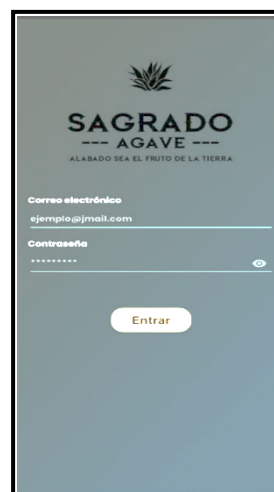 SAGRADO
--- AGAVE ---
ALABADO SEA EL FRUTO DE LA TIERRA
Correo electrónico
ejemplo@jmail.com
Contraseña
•••••••••
Entrar